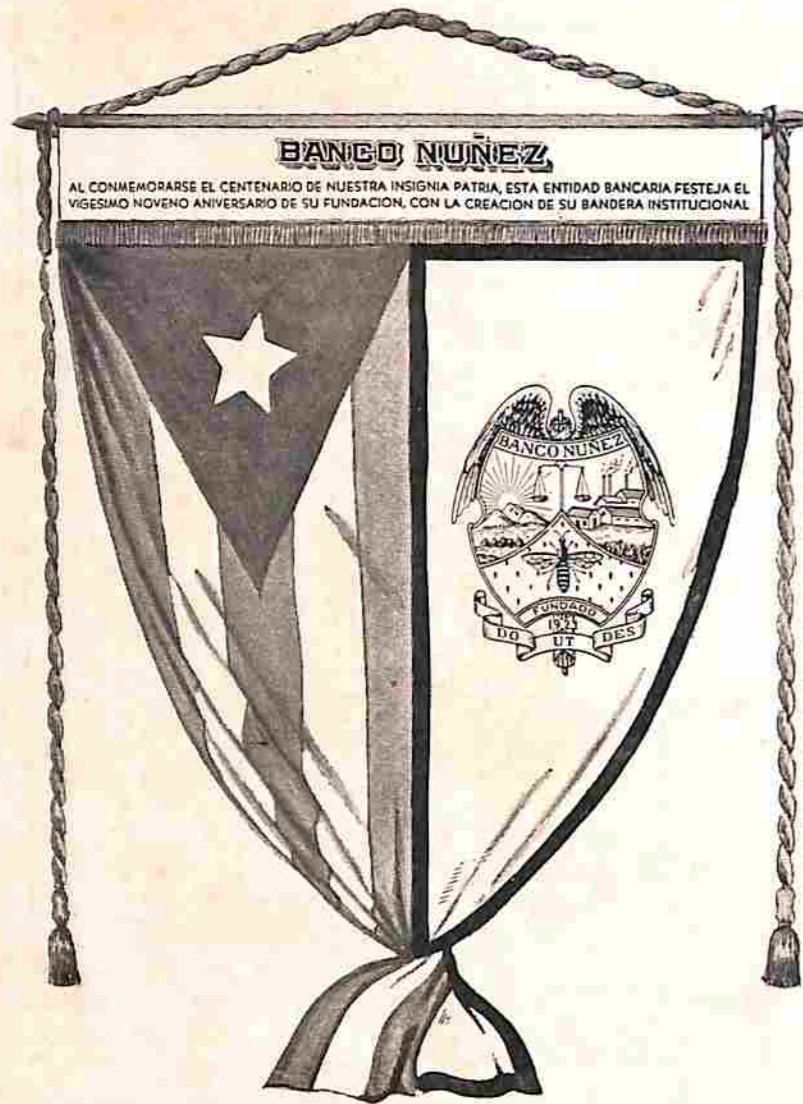 BANCO NUÑEZ
AL CONMEMORARSE EL CENTENARIO DE NUESTRA INSIGNIA PATRIA, ESTA ENTIDAD BANCARIA FESTEJA EL
VIGESIMO NOVENO ANIVERSARIO DE SU FUNDACION, CON LA CREACION DE SU BANDERA INSTITUCIONAL
BANCO NUÑEZ
FUNDADO
1921
DO UT DES